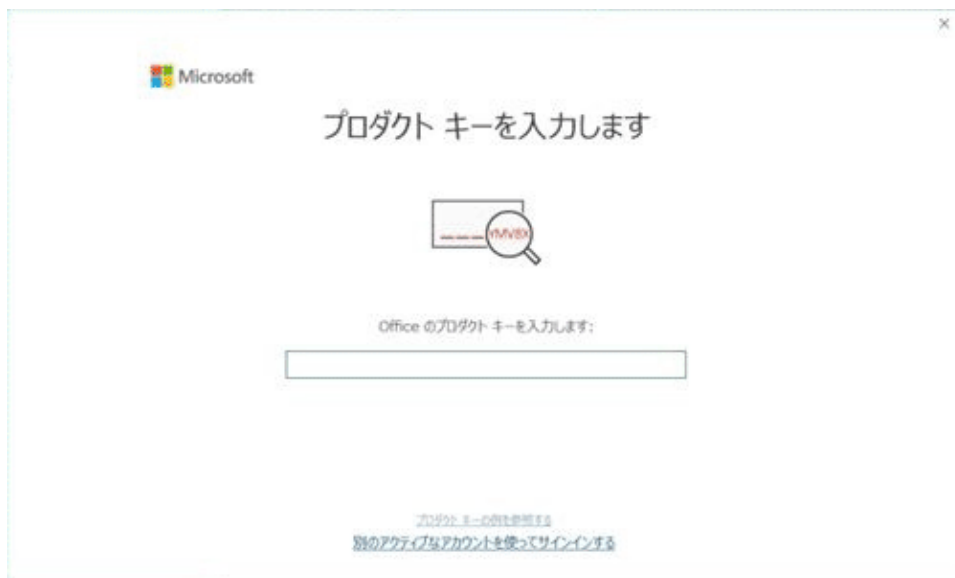 Microsoft
プロダクト キーを入力します
YMVBX
Office のプロダクト キーを入力します:
プロダクト キーの例を参照する
別のアクティブなアカウントを使ってサインインする